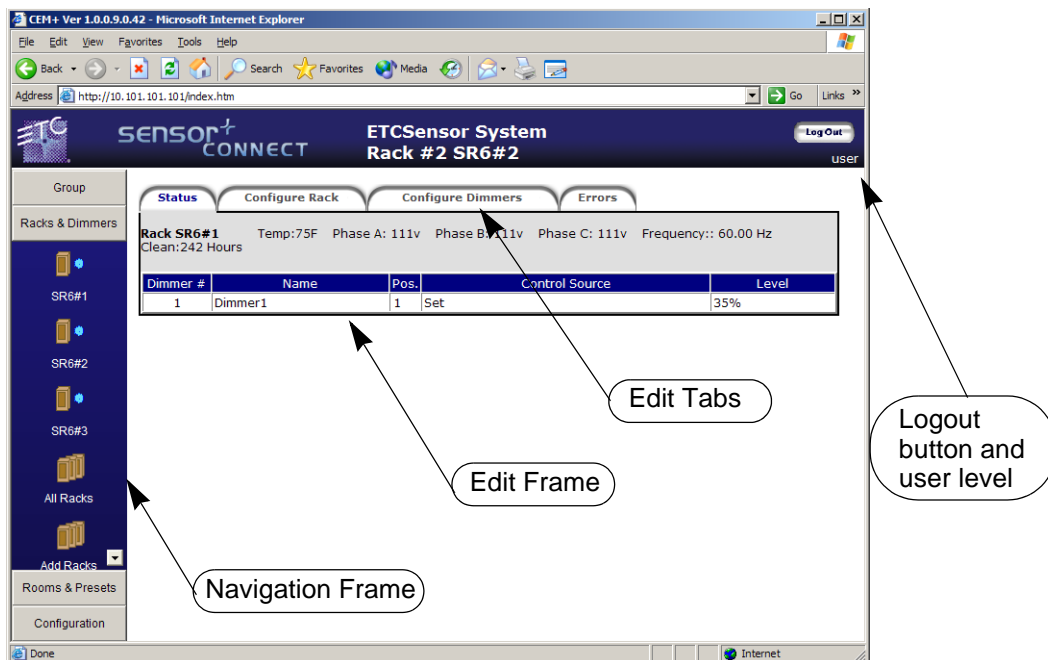 CEM+ Ver 1.0.0.9.0.42 - Microsoft Internet Explorer
File Edit View Favorites Tools Help
Back Search Favorites Media
Address http://10.101.101.101/index.htm Go Links »
ETC sensor+ CONNECT
ETCSensor System
Rack #2 SR6#2
Log Out
user
Group
Racks & Dimmers
SR6#1
SR6#2
SR6#3
All Racks
Add Racks
Rooms & Presets
Configuration
Status Configure Rack Configure Dimmers Errors
Rack SR6#1 Temp:75F Phase A: 111v Phase B: 111v Phase C: 111v Frequency:: 60.00 Hz
Clean:242 Hours
Dimmer # Name Pos. Control Source Level
1 Dimmer1 1 Set 35%
Edit Tabs
Logout
button and
user level
Edit Frame
Navigation Frame
Done Internet